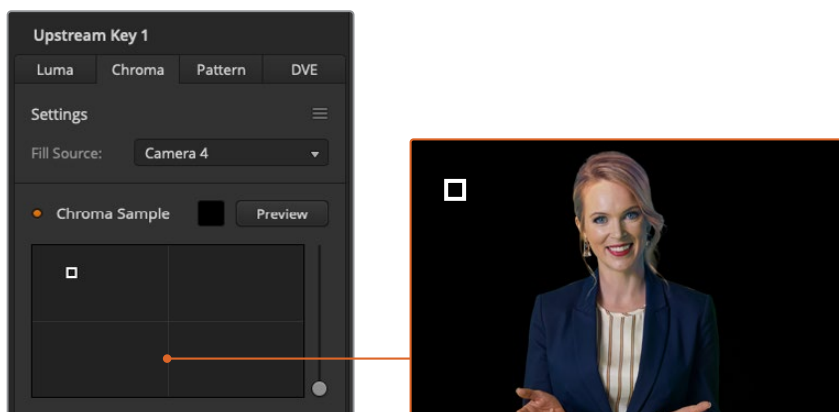 Upstream Key 1
Luma Chroma Pattern DVE
Settings
Fill Source: Camera 4
Chroma Sample Preview